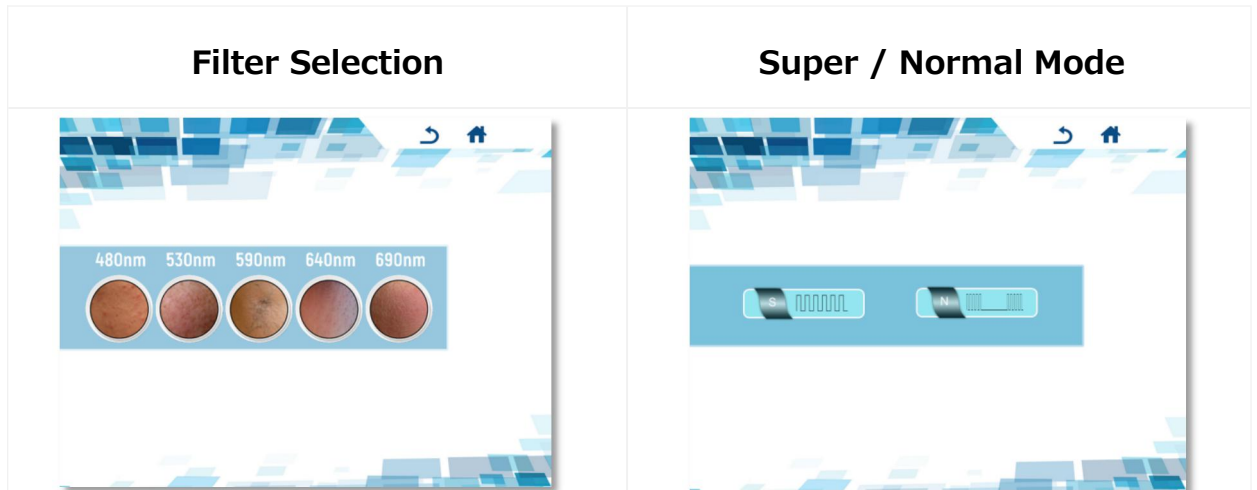 Filter Selection
Super / Normal Mode
480nm 530nm 590nm 640nm 690nm
S
N